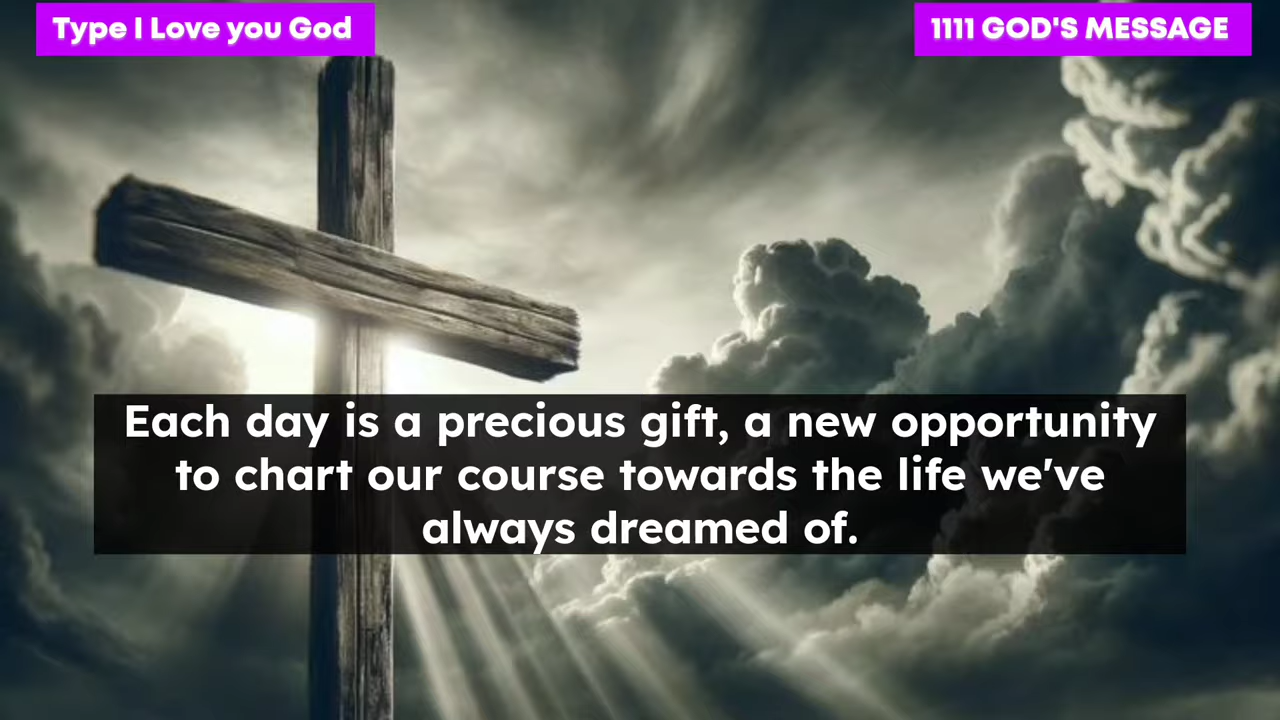 Type I Love you God
1111 GOD'S MESSAGE
Each day is a precious gift, a new opportunity
to chart our course towards the life we've
always dreamed of.